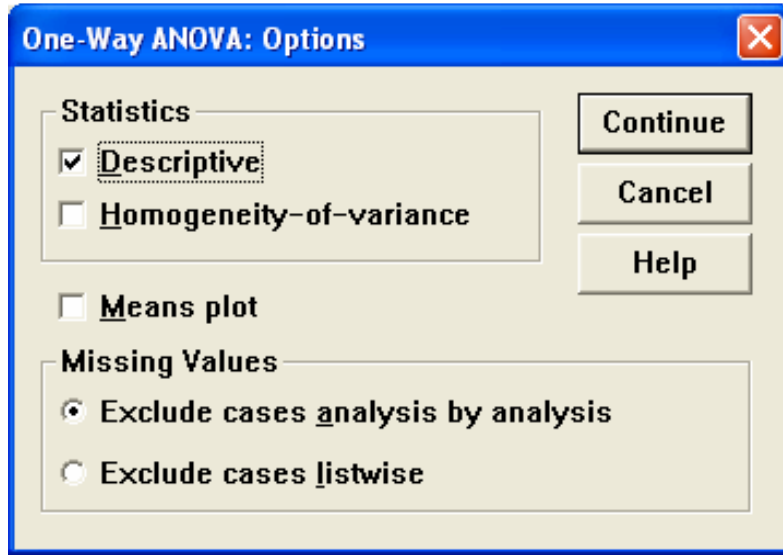 One-Way ANOVA: Options
Statistics
Descriptive
Homogeneity-of-variance
Continue
Cancel
Help
Means plot
Missing Values
Exclude cases analysis by analysis
Exclude cases listwise